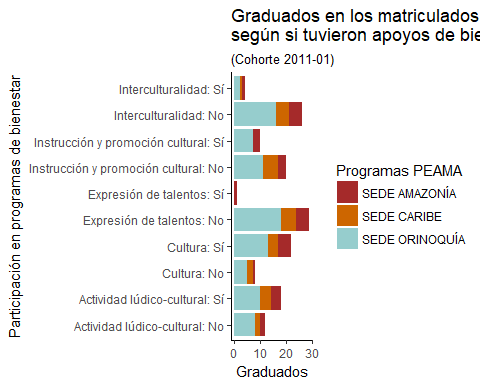 Graduados en los matriculados
según si tuvieron apoyos de bie
(Cohorte 2011-01)
Participación en programas de bienestar
Interculturalidad: Sí
Interculturalidad: No
Instrucción y promoción cultural: Sí
Instrucción y promoción cultural: No
Expresión de talentos: Sí
Expresión de talentos: No
Cultura: Sí
Cultura: No
Actividad lúdico-cultural: Sí
Actividad lúdico-cultural: No
0 10 20 30
Graduados
Programas PEAMA
SEDE AMAZONÍA
SEDE CARIBE
SEDE ORINOQUÍA